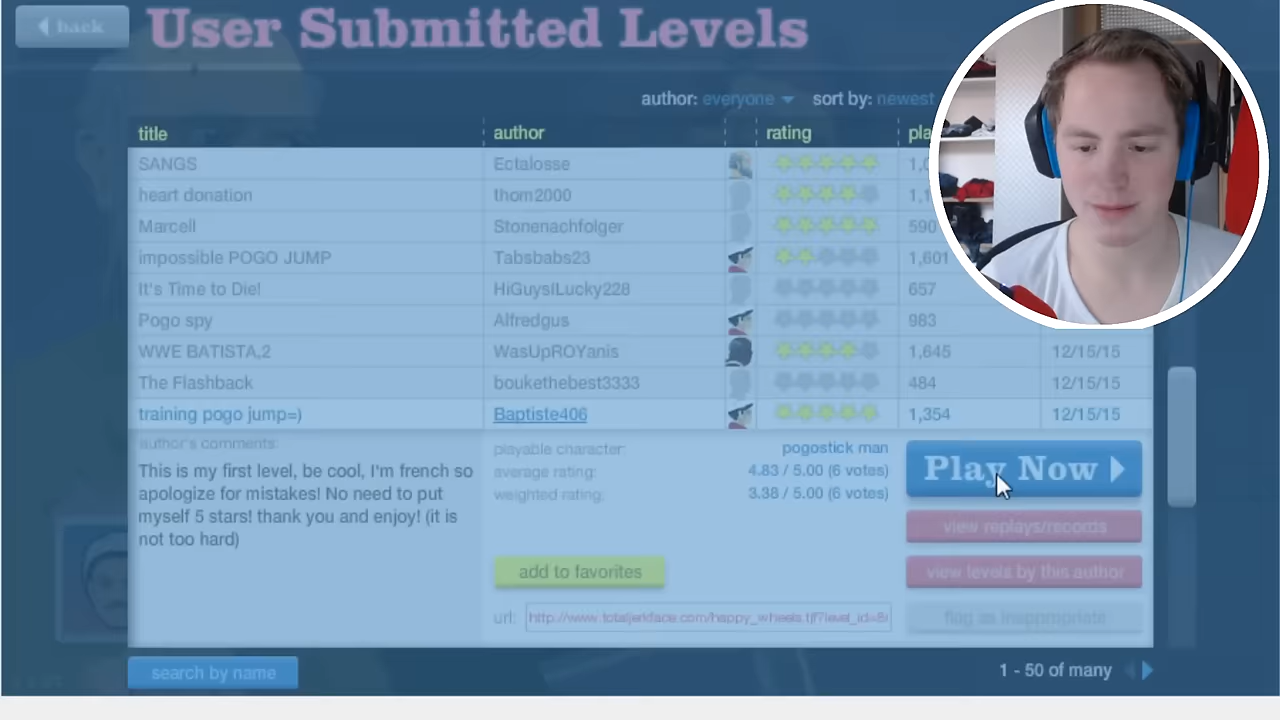 back
User Submitted Levels
author: everyone sort by: newest
title author rating
SANGS Ectalosse
heart donation thom2000
Marcell Stonenachfolger 590
impossible POGO JUMP Tabsbabs23 1,601
It's Time to Die! HiGuysILucky228 657
Pogo spy Alfredgus 983
WWE BATISTA,2 WasUpROYanis 1,645 12/15/15
The Flashback boukethebest3333 484 12/15/15
training pogo jump=) Baptiste406 1,354 12/15/15
author's comments:
This is my first level, be cool, I'm french so
apologize for mistakes! No need to put
myself 5 stars! thank you and enjoy! (it is
not too hard)
playable character: pogostick man
average rating: 4.83 / 5.00 (6 votes)
weighted rating: 3.38 / 5.00 (6 votes)
add to favorites
url:
Play Now
view replays/records
view levels by this author
flag as inappropriate
search by name
1 - 50 of many